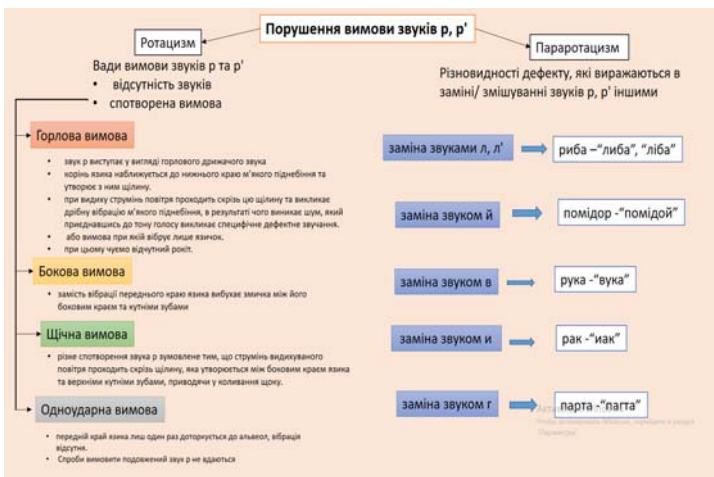 Порушення вимови звуків р, р'
Ротацизм
Вади вимови звуків р та р'
• відсутність звуків
• спотворена вимова
Горлова вимова
• звук р виступає у вигляді горлового дрижачого звука
• корінь язика наближується до нижнього краю м'якого піднебіння та
утворює з ним щілину.
• при видиху струмінь повітря проходить скрізь цю щілину та викликає
дрібну вібрацію м'якого піднебіння, в результаті чого виникає шум, який
приєднавшись до тону голосу викликає специфічне дефектне звучання.
• або вимова при якій вібрує лише язичок.
• при цьому чуємо відчутний рокіт.
Бокова вимова
• замість вібрації переднього краю язика вибухає змичка між його
боковим краєм та кутніми зубами
Щічна вимова
• різке спотворення звука р зумовлене тим, що струмінь видихуваного
повітря проходить скрізь щілину, яка утворюється між боковим краєм язика
та верхніми кутніми зубами, приводячи у коливання щоку.
Одноударна вимова
• передній край язика лиш один раз доторкується до альвеол, вібрація
відсутня.
• Спроби вимовити подовжений звук р не вдаються
Параротацизм
Різновидності дефекту, які виражаються в
заміні/ змішуванні звуків р, р' іншими
заміна звуками л, л'
риба –“либа”, “ліба”
заміна звуком й
помідор -“помідой”
заміна звуком в
рука -“вука”
заміна звуком и
рак -“иак”
заміна звуком г
парта -“пагта”